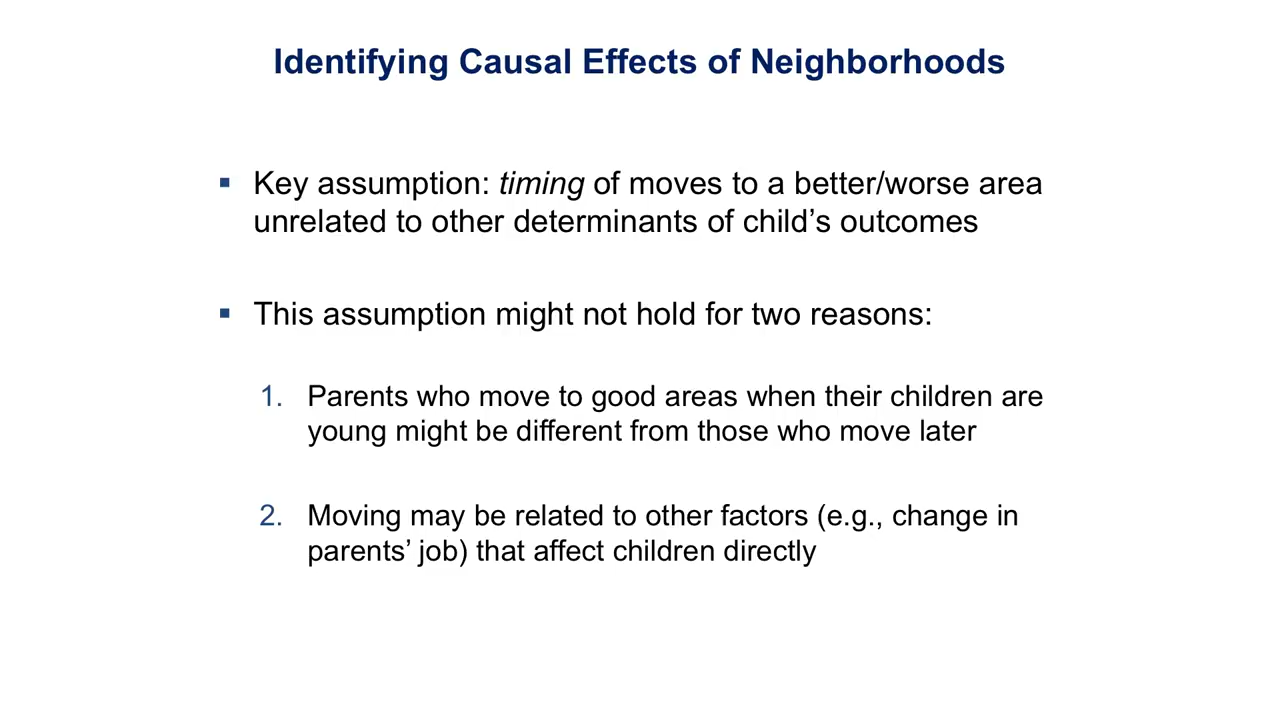 Identifying Causal Effects of Neighborhoods
▪ Key assumption: timing of moves to a better/worse area
unrelated to other determinants of child’s outcomes
▪ This assumption might not hold for two reasons:
1. Parents who move to good areas when their children are
young might be different from those who move later
2. Moving may be related to other factors (e.g., change in
parents’ job) that affect children directly